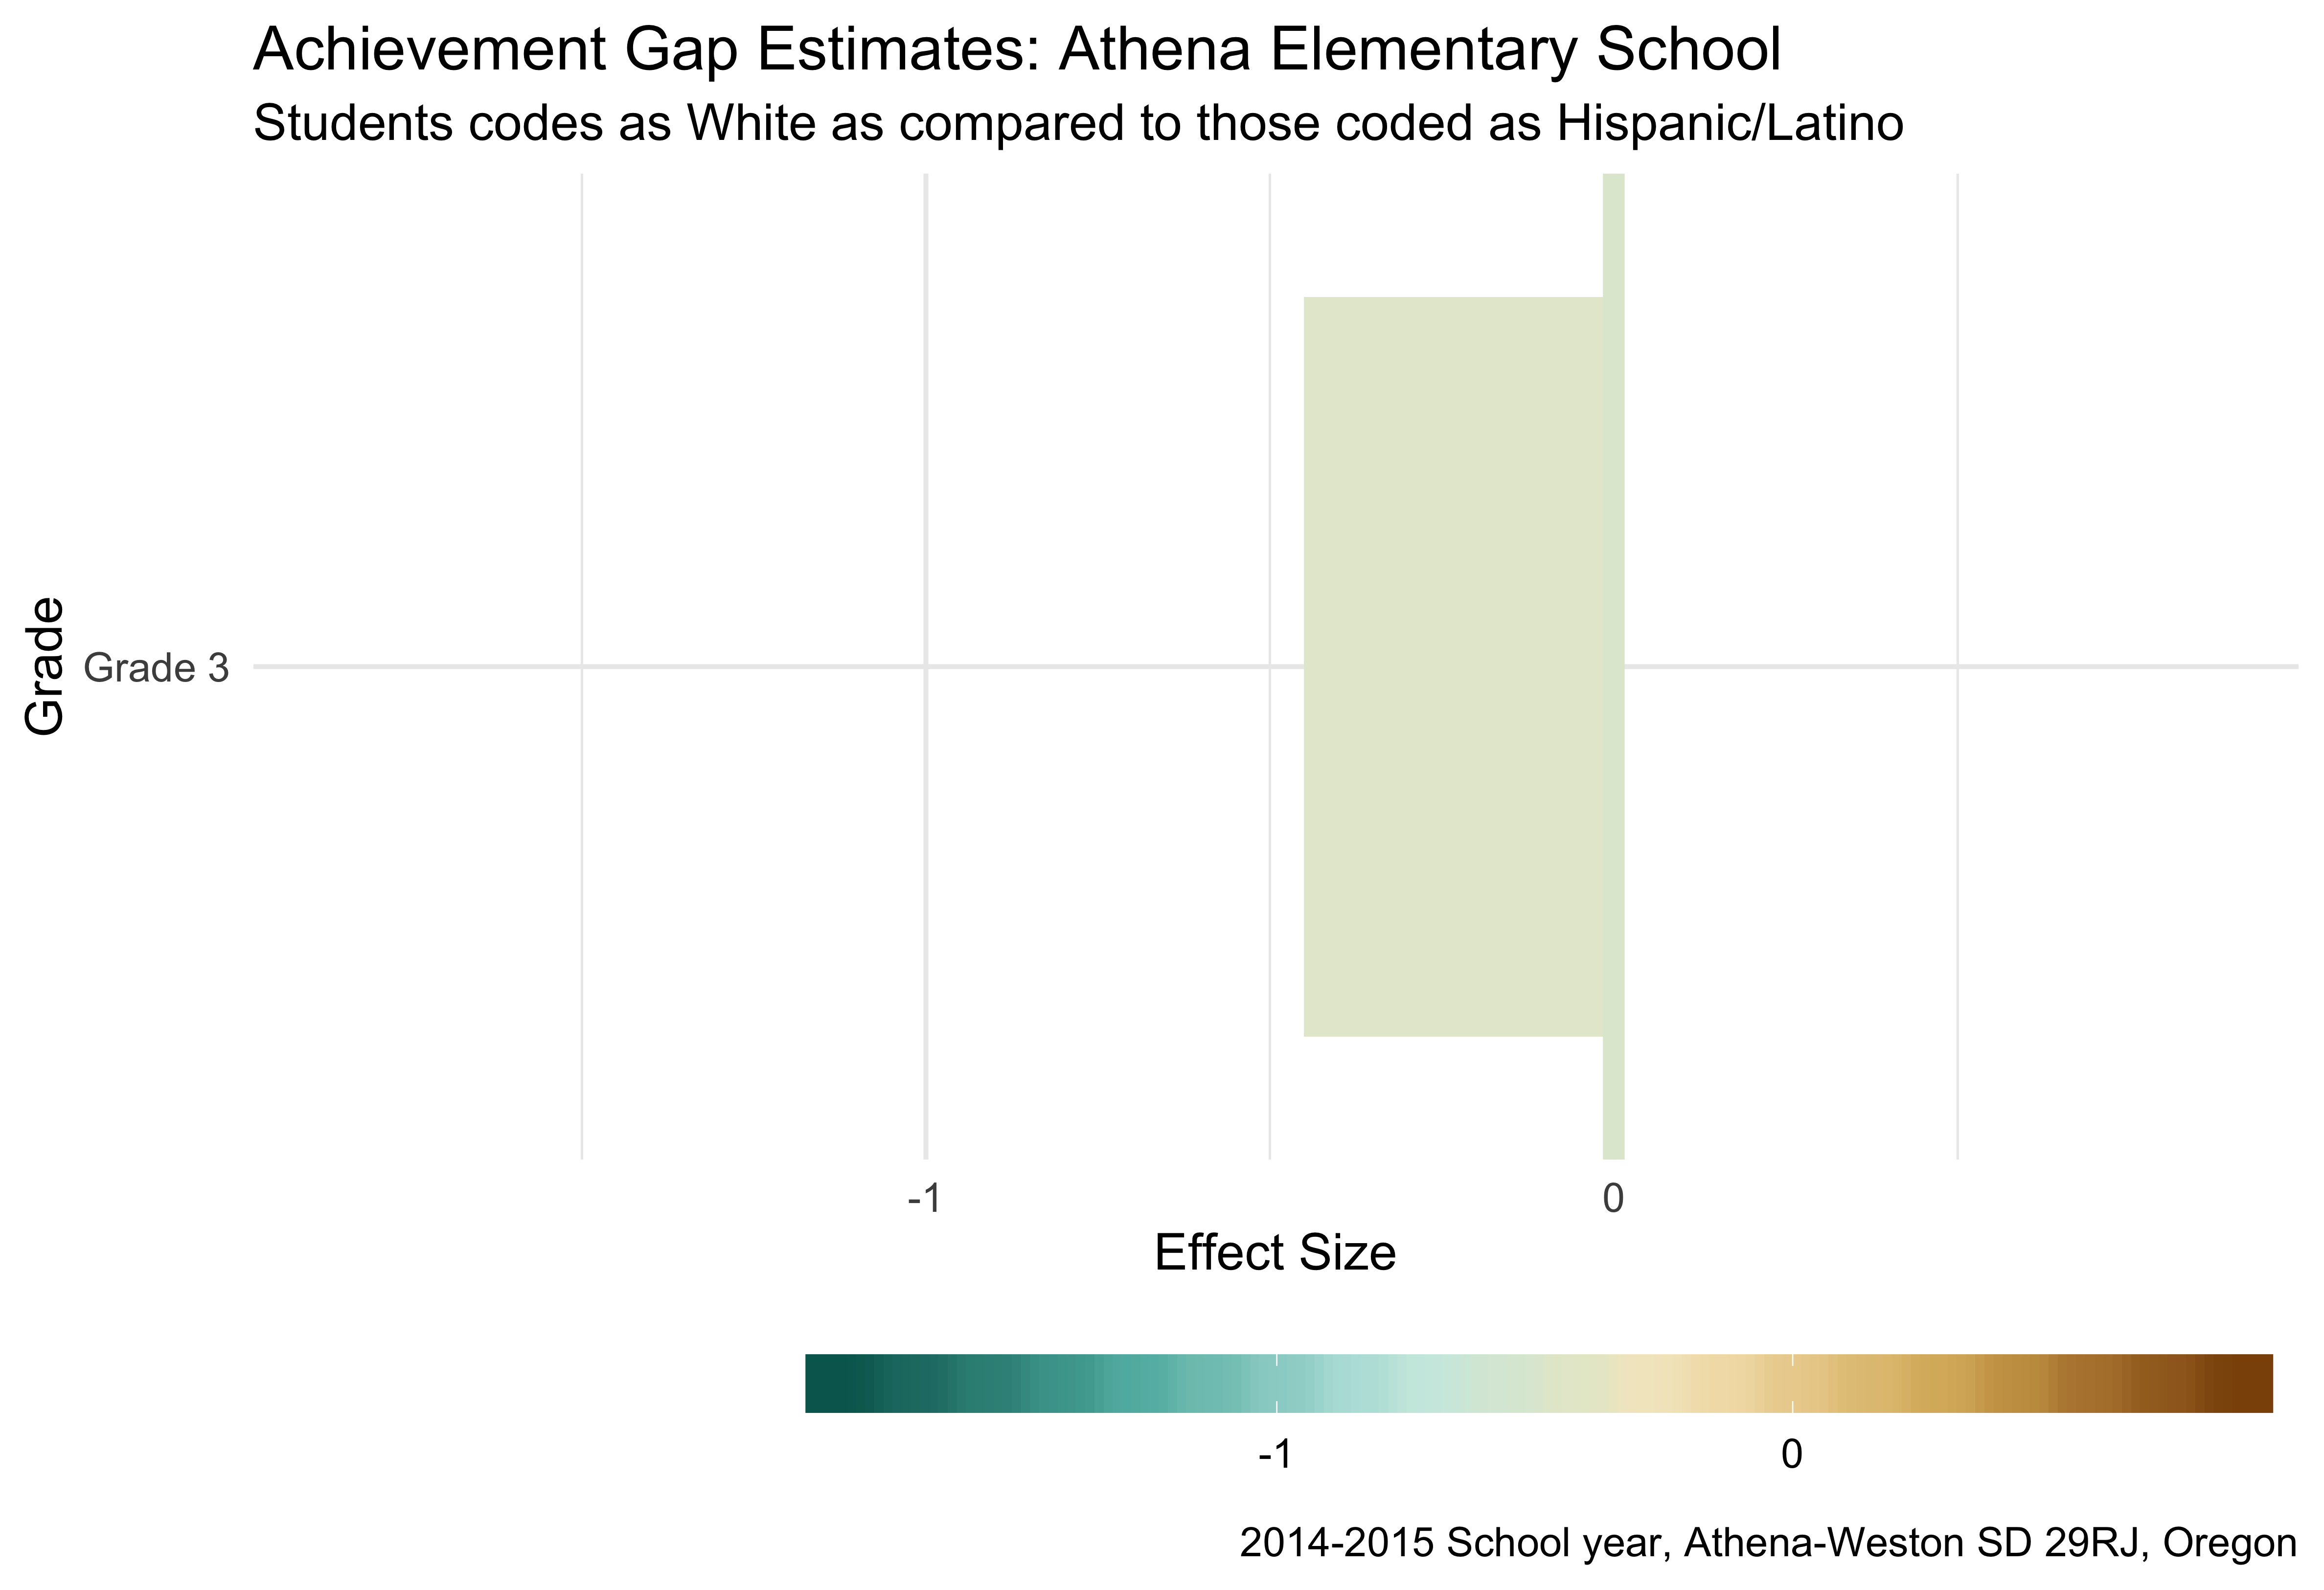 Achievement Gap Estimates: Athena Elementary School
Students codes as White as compared to those coded as Hispanic/Latino
Grade
Grade 3
-1
0
Effect Size
-1
0
2014-2015 School year, Athena-Weston SD 29RJ, Oregon